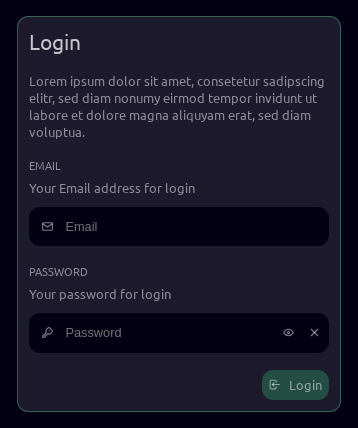 Login
Lorem ipsum dolor sit amet, consetetur sadipscing
elitr, sed diam nonumy eirmod tempor invidunt ut
labore et dolore magna aliquyam erat, sed diam
voluptua.
EMAIL
Your Email address for login
Email
PASSWORD
Your password for login
Password
Login